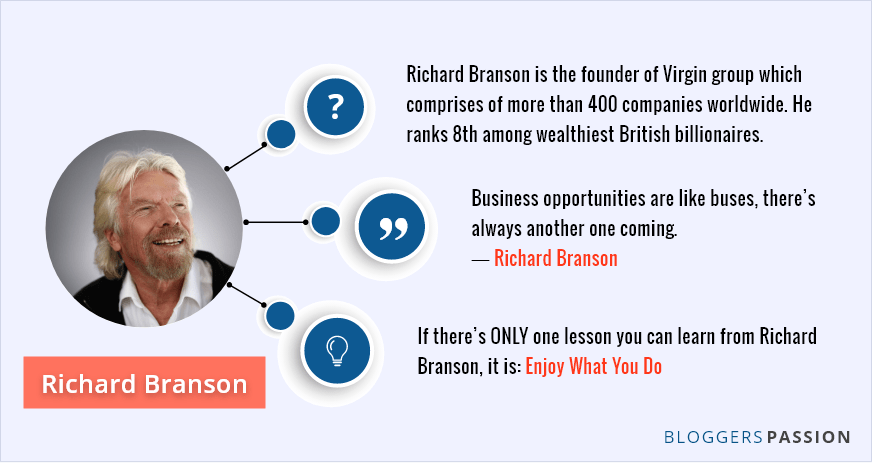 Richard Branson is the founder of Virgin group which
comprises of more than 400 companies worldwide. He
ranks 8th among wealthiest British billionaires.
Business opportunities are like buses, there's
always another one coming.
— Richard Branson
If there's ONLY one lesson you can learn from Richard
Branson, it is: Enjoy What You Do
Richard Branson
BLOGGERSPASSION